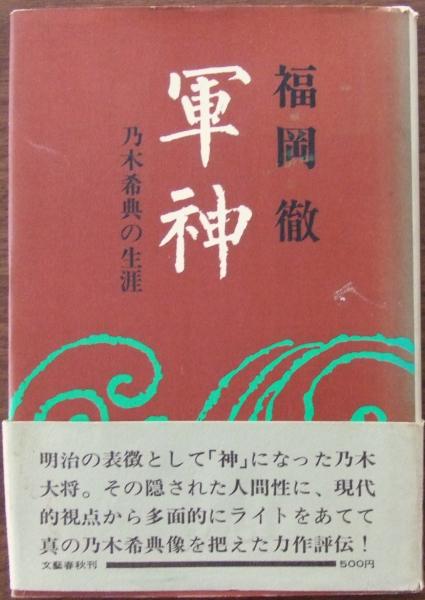 福岡徹
軍神
乃木希典の生涯
明治の表徴として「神」になった乃木
大将。その隠された人間性に、現代
的視点から多面的にライトをあてて
真の乃木希典像を把えた力作評伝！
文藝春秋刊
500円